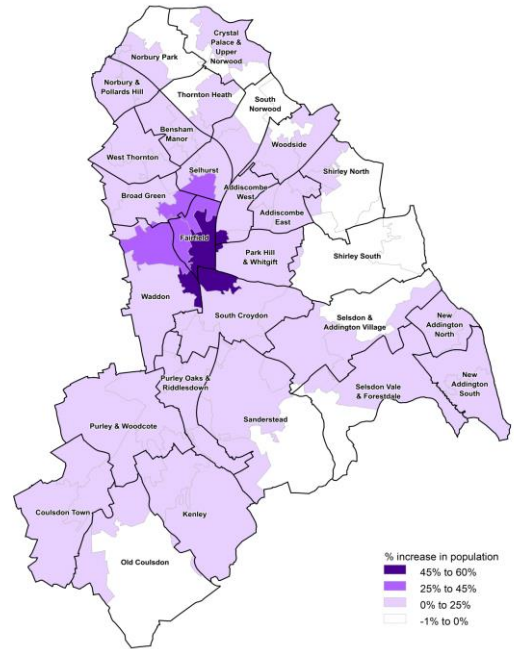 Crystal
Palace &
Upper
Norwood
Norbury Park
Norbury &
Pollards Hill
Thornton Heath
South
Norwood
Bensham
Manor
Woodside
West Thornton
Selhurst
Shirley North
Broad Green
Addiscombe
West
Addiscombe
East
Fairfield
Park Hill
& Whitgift
Shirley South
Waddon
South Croydon
Selsdon &
Addington Village
New
Addington
North
New
Addington
South
Purley Oaks &
Riddlesdown
Selsdon Vale
& Forestdale
Sanderstead
Purley & Woodcote
Coulsdon Town
Kenley
Old Coulsdon
% increase in population
45% to 60%
25% to 45%
0% to 25%
-1% to 0%